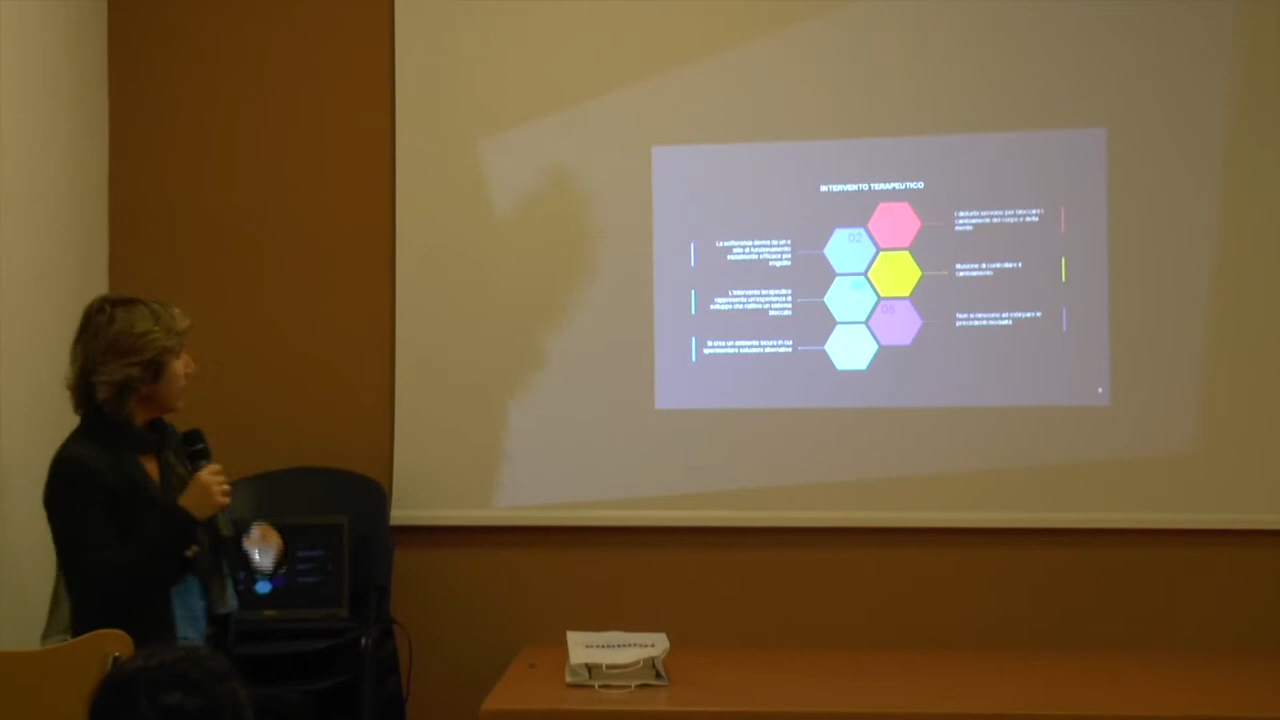 INTERVENTO TERAPEUTICO
I disturbi servono per bloccare i
cambiamenti del corpo e della
mente
02
La sofferenza deriva da un o
stile di funzionamento
inizialmente efficace poi
irrigidito
Illusione di controllare il
cambiamento
L'intervento terapeutico
rappresenta un'esperienza di
sviluppo che riattiva un sistema
bloccato
05
Non si riescono ad estirpare le
precedenti modalità
Si crea un ambiente sicuro in cui
sperimentare soluzioni alternative